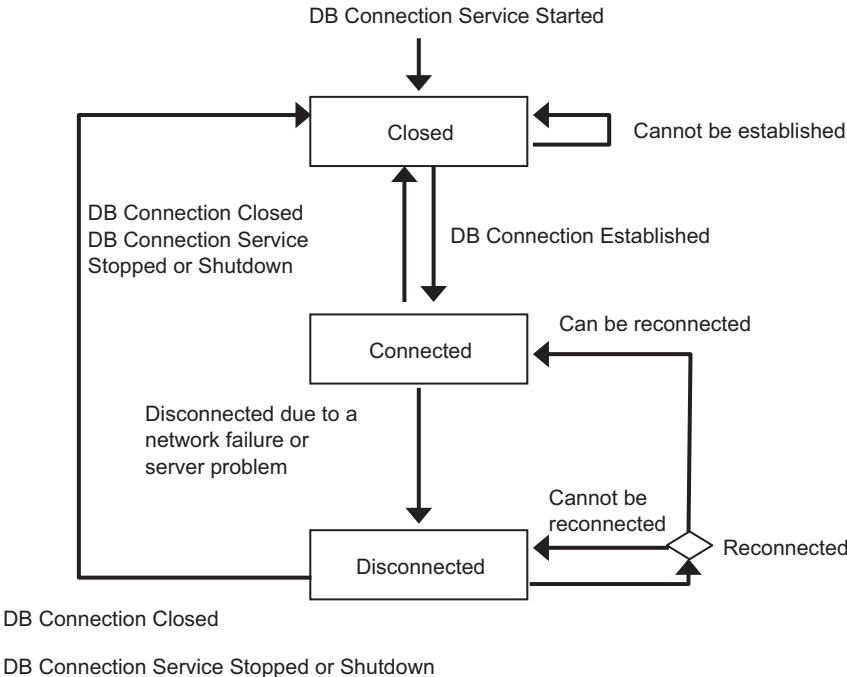 DB Connection Service Started
Closed
Cannot be established
DB Connection Closed
DB Connection Service
Stopped or Shutdown
DB Connection Established
Can be reconnected
Connected
Disconnected due to a
network failure or
server problem
Cannot be
reconnected
Reconnected
Disconnected
DB Connection Closed
DB Connection Service Stopped or Shutdown